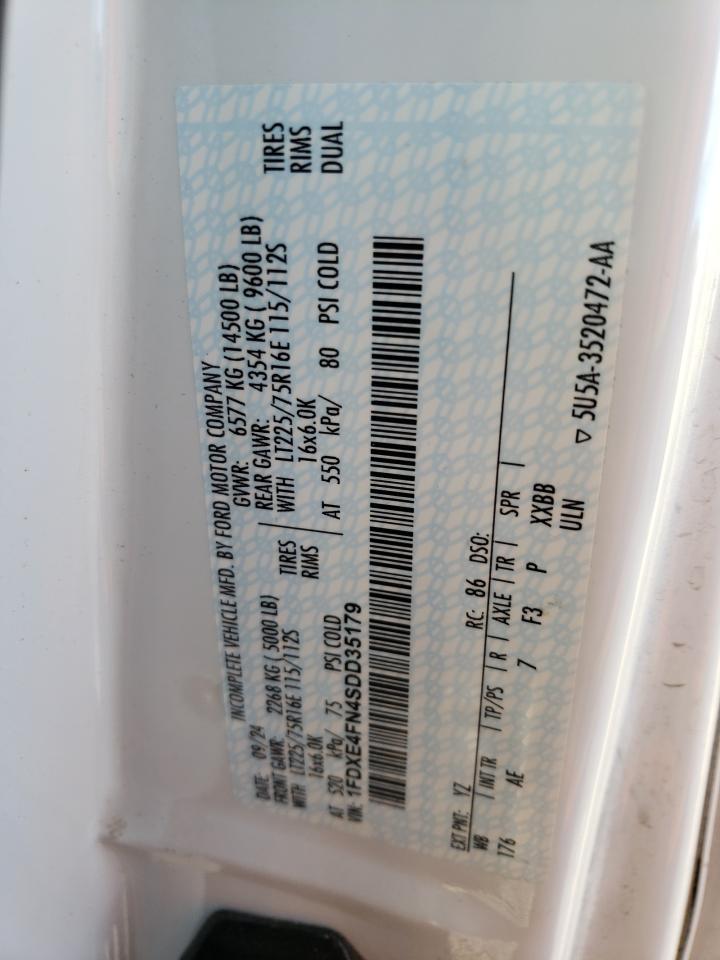 INCOMPLETE VEHICLE MFD. BY FORD MOTOR COMPANY
DATE: 09/24 GVWR: 6577 KG (14500 LB)
FRONT GAWR: 2268 KG ( 5000 LB) REAR GAWR: 4354 KG ( 9600 LB)
WITH LT225/75R16E 115/112S TIRES WITH LT225/75R16E 115/112S TIRES
16x6.0K RIMS 16x6.0K RIMS
AT 520 kPa/ 75 PSI COLD AT 550 kPa/ 80 PSI COLD DUAL
VIN: 1FDXE4FN4SDD35179
EXT PNT: YZ RC: 86 DSO:
WB INT TR TP/PS R AXLE TR SPR
176 AE 7 F3 P XXBB
ULN
▽ 5U5A-3520472-AA